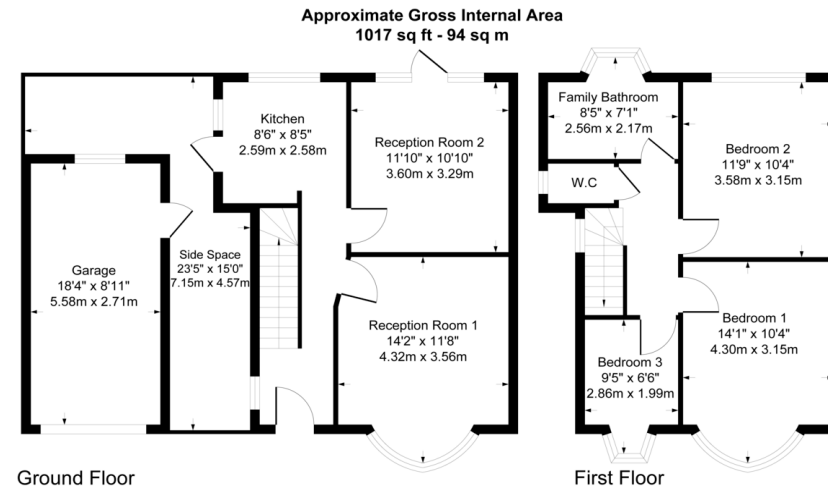 Approximate Gross Internal Area
1017 sq ft - 94 sq m
Kitchen
8'6" x 8'5"
2.59m x 2.58m
Reception Room 2
11'10" x 10'10"
3.60m x 3.29m
Garage
18'4" x 8'11"
5.58m x 2.71m
Side Space
23'5" x 15'0"
7.15m x 4.57m
Reception Room 1
14'2" x 11'8"
4.32m x 3.56m
Ground Floor
Family Bathroom
8'5" x 7'1"
2.56m x 2.17m
W.C
Bedroom 2
11'9" x 10'4"
3.58m x 3.15m
Bedroom 1
14'1" x 10'4"
4.30m x 3.15m
Bedroom 3
9'5" x 6'6"
2.86m x 1.99m
First Floor